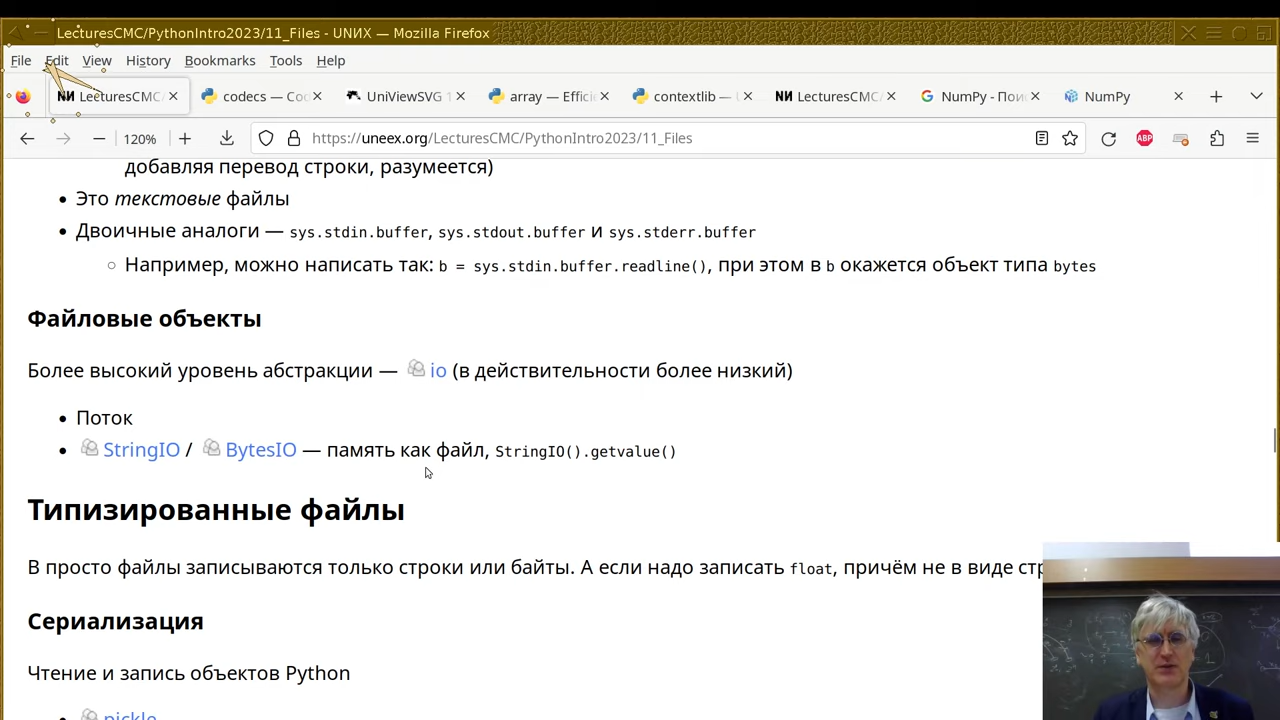 LecturesCMC/PythonIntro2023/11_Files - UNИX — Mozilla Firefox
File Edit View History Bookmarks Tools Help
LecturesCMC/ codecs — Coc UniViewSVG 1 array — Effici contextlib — LecturesCMC/ NumPy - Поис NumPy
120% https://uneex.org/LecturesCMC/PythonIntro2023/11_Files ABP
добавляя перевод строки, разумеется)
• Это текстовые файлы
• Двоичные аналоги — sys.stdin.buffer, sys.stdout.buffer и sys.stderr.buffer
○ Например, можно написать так: b = sys.stdin.buffer.readline(), при этом в b окажется объект типа bytes
Файловые объекты
Более высокий уровень абстракции — io (в действительности более низкий)
• Поток
• StringIO / BytesIO — память как файл, StringIO().getvalue()
Типизированные файлы
В просто файлы записываются только строки или байты. А если надо записать float, причём не в виде стр
Сериализация
Чтение и запись объектов Python
• pickle